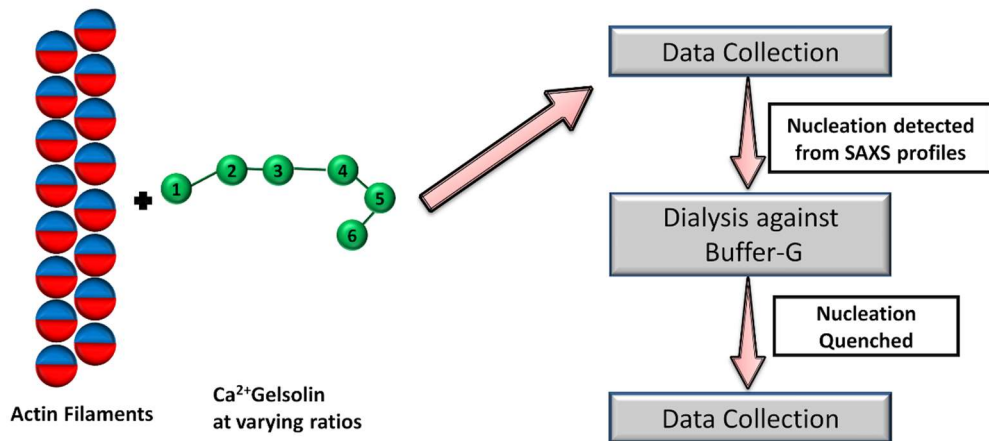 Data Collection
Nucleation detected
from SAXS profiles
1
2
3
4
5
6
Dialysis against
Buffer-G
Nucleation
Quenched
Actin Filaments
Ca²⁺Gelsolin
at varying ratios
Data Collection